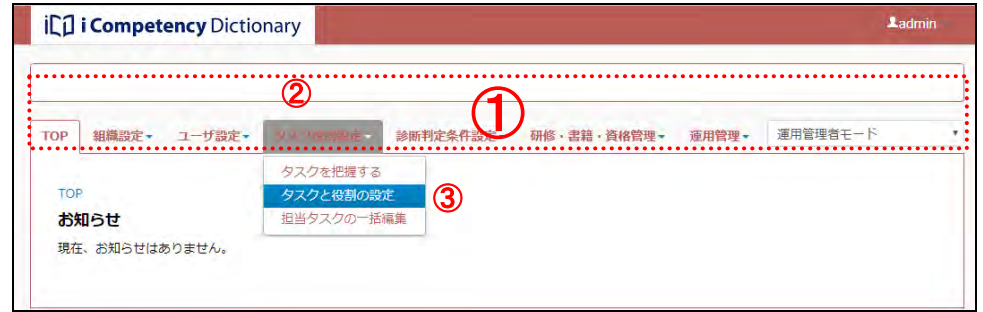 i Competency Dictionary
admin
②
①
TOP 組織設定 ユーザ設定 診断判定条件設定 研修・書籍・資格管理 運用管理 運用管理者モード
タスクを把握する
タスクと役割の設定
③
担当タスクの一括編集
TOP
お知らせ
現在、お知らせはありません。